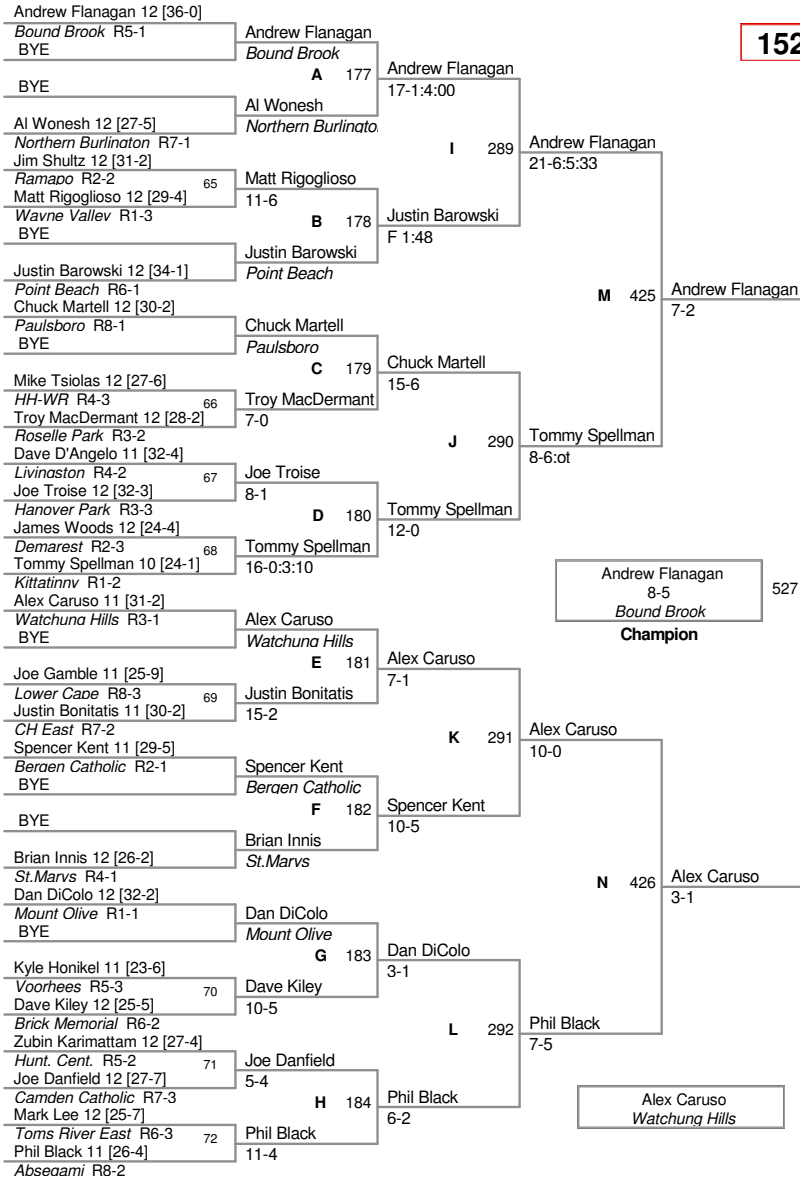 Andrew Flanagan 12 [36-0]
Bound Brook R5-1
BYE
BYE
Al Wonesh 12 [27-5]
Northern Burlington R7-1
Jim Shultz 12 [31-2]
Ramapo R2-2
65
Matt Rigoglioso 12 [29-4]
Wayne Valley R1-3
BYE
Justin Barowski 12 [34-1]
Point Beach R6-1
Chuck Martell 12 [30-2]
Paulsboro R8-1
BYE
Mike Tsiolas 12 [27-6]
HH-WR R4-3
66
Troy MacDermant 12 [28-2]
Roselle Park R3-2
Dave D'Angelo 11 [32-4]
Livingston R4-2
67
Joe Troise 12 [32-3]
Hanover Park R3-3
James Woods 12 [24-4]
Demarest R2-3
68
Tommy Spellman 10 [24-1]
Kittatinny R1-2
Alex Caruso 11 [31-2]
Watchung Hills R3-1
BYE
Joe Gamble 11 [25-9]
Lower Cape R8-3
69
Justin Bonitatis 11 [30-2]
CH East R7-2
Spencer Kent 11 [29-5]
Bergen Catholic R2-1
BYE
BYE
Brian Innis 12 [26-2]
St.Marys R4-1
Dan DiColo 12 [32-2]
Mount Olive R1-1
BYE
Kyle Honikel 11 [23-6]
Voorhees R5-3
70
Dave Kiley 12 [25-5]
Brick Memorial R6-2
Zubin Karimattam 12 [27-4]
Hunt. Cent. R5-2
71
Joe Danfield 12 [27-7]
Camden Catholic R7-3
Mark Lee 12 [25-7]
Toms River East R6-3
72
Phil Black 11 [26-4]
Absegami R8-2
Andrew Flanagan
Bound Brook
A 177
Al Wonesh
Northern Burlingto
Matt Rigoglioso
11-6
B 178
Justin Barowski
Point Beach
Chuck Martell
Paulsboro
C 179
Troy MacDermant
7-0
Joe Troise
8-1
D 180
Tommy Spellman
16-0:3:10
Alex Caruso
Watchung Hills
E 181
Justin Bonitatis
15-2
Spencer Kent
Bergen Catholic
F 182
Brian Innis
St.Marys
Dan DiColo
Mount Olive
G 183
Dave Kiley
10-5
Joe Danfield
5-4
H 184
Phil Black
11-4
Andrew Flanagan
17-1:4:00
I 289
Justin Barowski
F 1:48
Chuck Martell
15-6
J 290
Tommy Spellman
12-0
Alex Caruso
7-1
K 291
Spencer Kent
10-5
Dan DiColo
3-1
L 292
Phil Black
6-2
Andrew Flanagan
21-6:5:33
M 425
Tommy Spellman
8-6:ot
Alex Caruso
10-0
N 426
Phil Black
7-5
152
Andrew Flanagan
7-2
Andrew Flanagan
8-5
Bound Brook
527
Champion
Alex Caruso
3-1
Alex Caruso
Watchung Hills